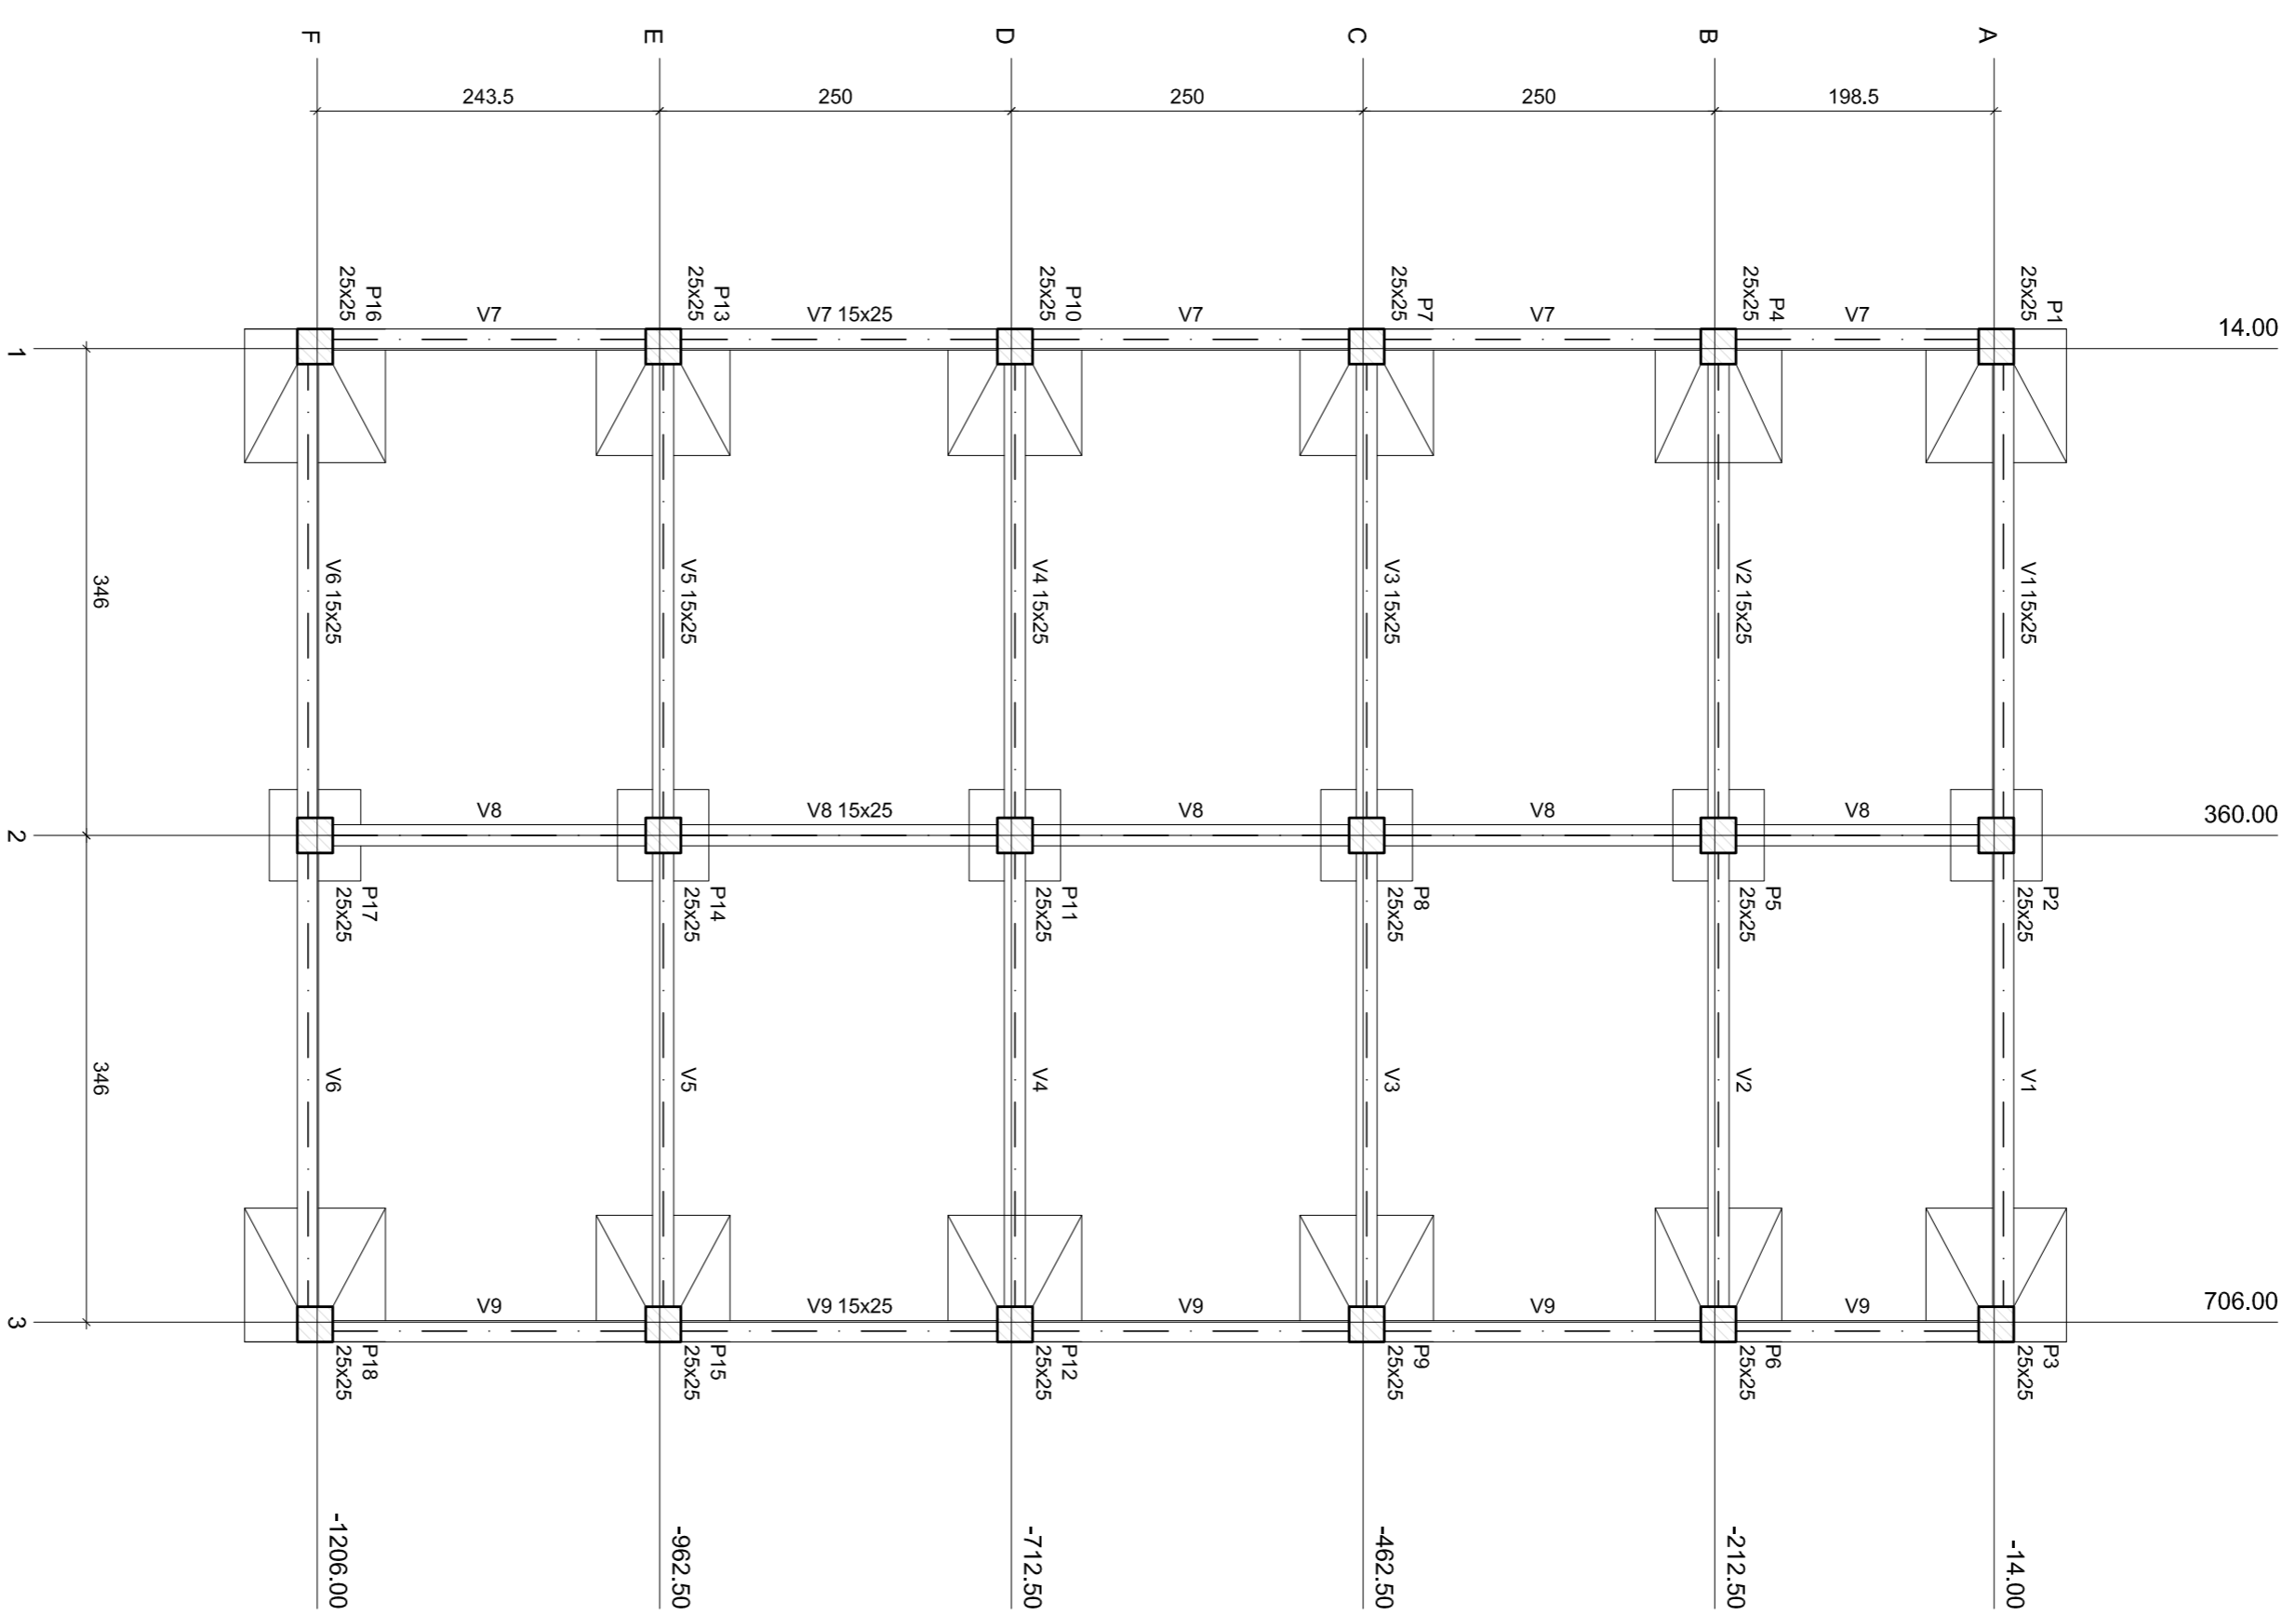 F
E
D
C
B
A
243.5
250
250
250
198.5
P16
25x25
P13
25x25
P10
25x25
P7
25x25
P4
25x25
P1
25x25
V7
V7 15x25
V7
V7
V7
14.00
1
346
V6 15x25
V5 15x25
V4 15x25
V3 15x25
V2 15x25
V1 15x25
V8
V8 15x25
V8
V8
V8
360.00
2
P17
25x25
P14
25x25
P11
25x25
P8
25x25
P5
25x25
P2
25x25
346
V6
V5
V4
V3
V2
V1
V9
V9 15x25
V9
V9
V9
706.00
3
P18
25x25
P15
25x25
P12
25x25
P9
25x25
P6
25x25
P3
25x25
-1206.00
-962.50
-712.50
-462.50
-212.50
-14.00